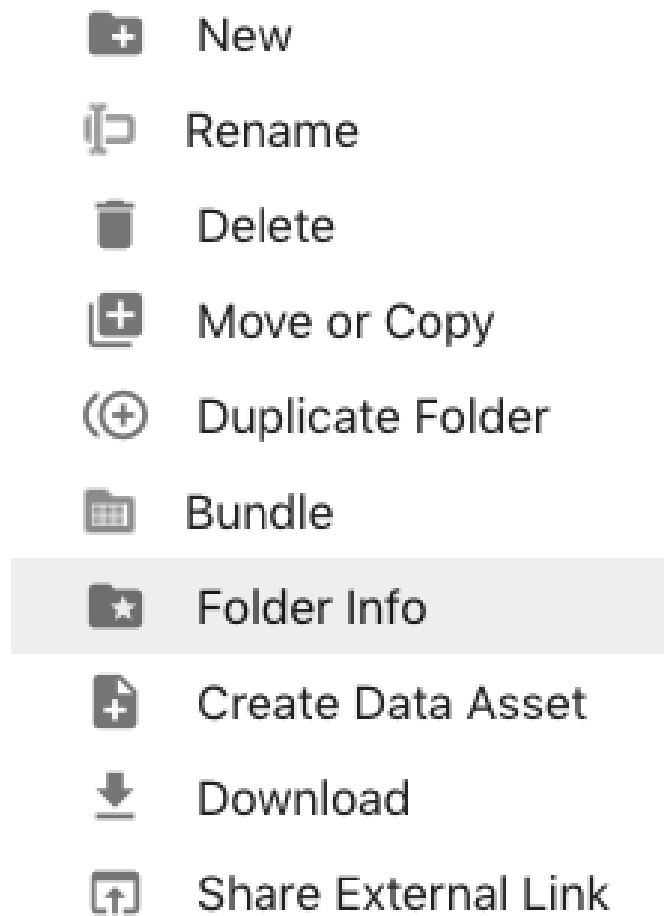 New
Rename
Delete
Move or Copy
Duplicate Folder
Bundle
Folder Info
Create Data Asset
Download
Share External Link